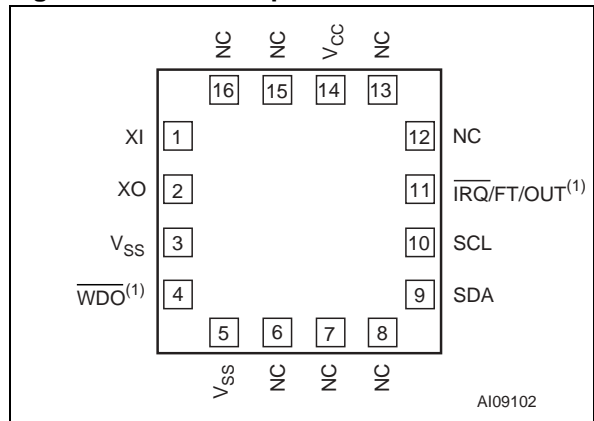 NC NC VCC NC
16 15 14 13
XI 1 12 NC
XO 2 11 IRQ/FT/OUT(1)
VSS 3 10 SCL
WDO(1) 4 9 SDA
5 6 7 8
VSS NC NC NC
AI09102